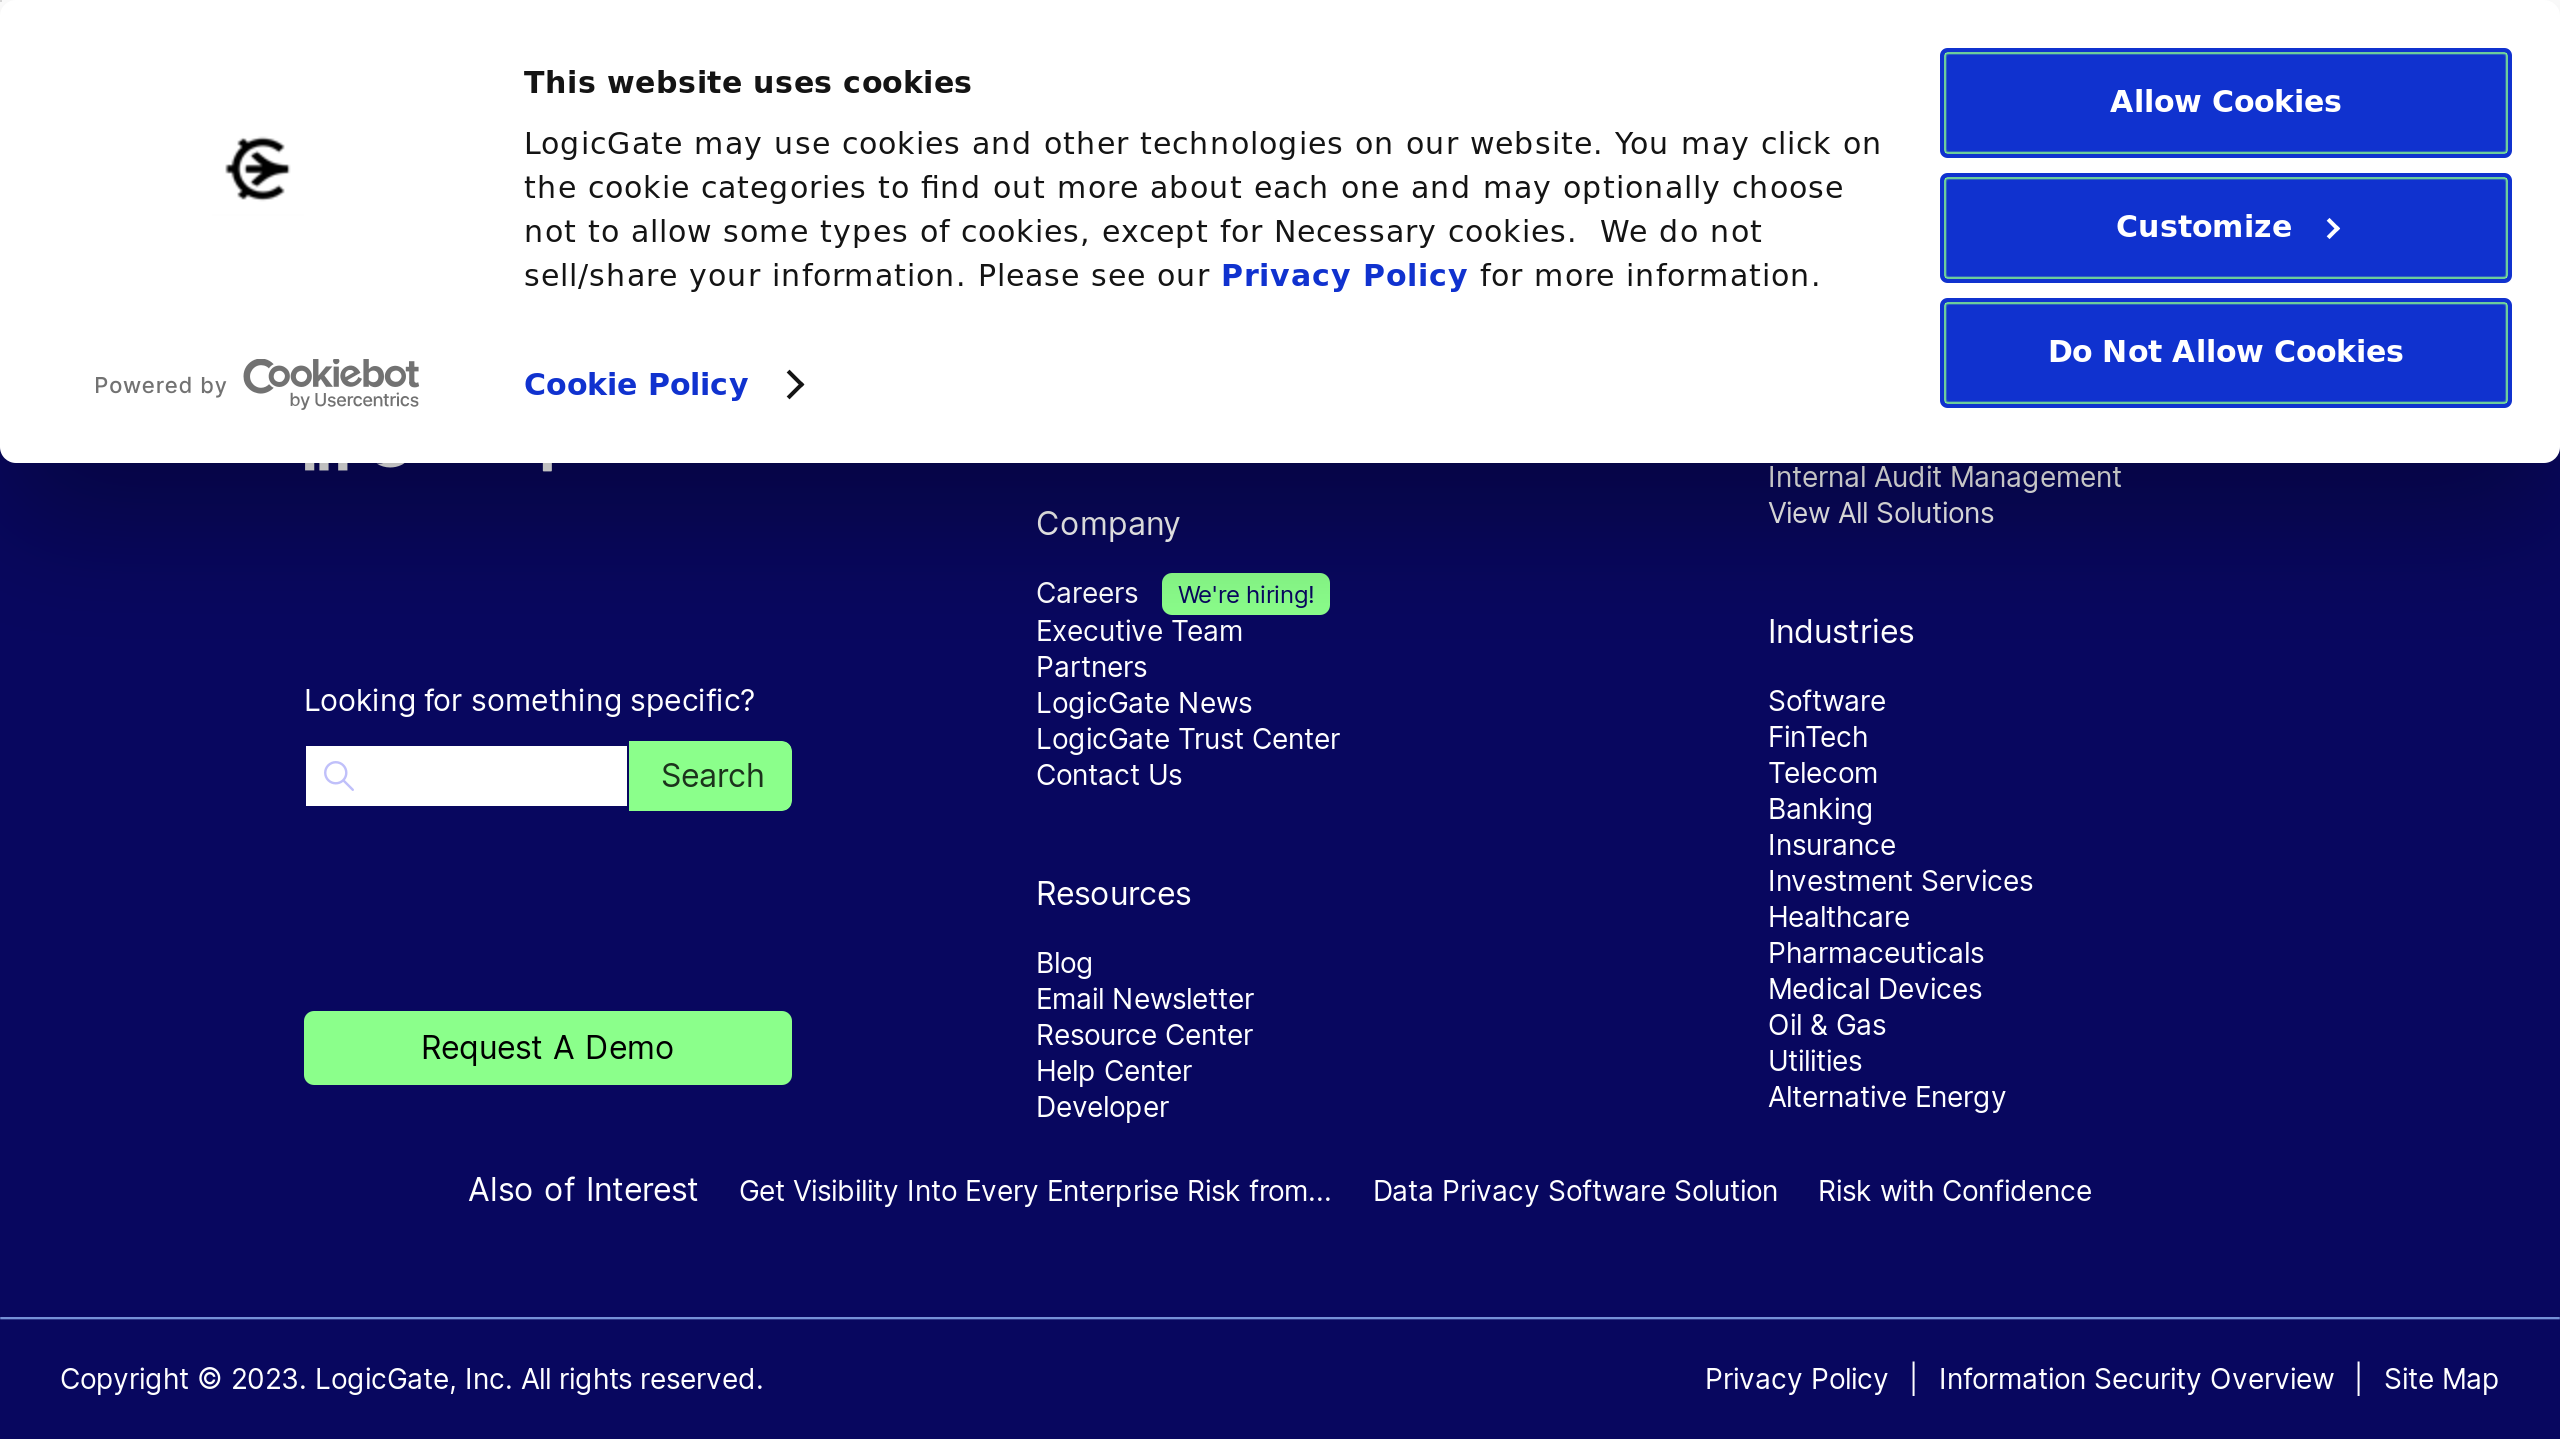 This website uses cookies
LogicGate may use cookies and other technologies on our website. You may click on
the cookie categories to find out more about each one and may optionally choose
not to allow some types of cookies, except for Necessary cookies.  We do not
sell/share your information. Please see our Privacy Policy for more information.
Powered by Cookiebot
by Usercentrics
Cookie Policy
Allow Cookies
Customize
Do Not Allow Cookies
Looking for something specific?
Search
Request A Demo
Company
Careers We're hiring!
Executive Team
Partners
LogicGate News
LogicGate Trust Center
Contact Us
Resources
Blog
Email Newsletter
Resource Center
Help Center
Developer
Internal Audit Management
View All Solutions
Industries
Software
FinTech
Telecom
Banking
Insurance
Investment Services
Healthcare
Pharmaceuticals
Medical Devices
Oil & Gas
Utilities
Alternative Energy
Also of Interest Get Visibility Into Every Enterprise Risk from... Data Privacy Software Solution Risk with Confidence
Copyright © 2023. LogicGate, Inc. All rights reserved.
Privacy Policy | Information Security Overview | Site Map